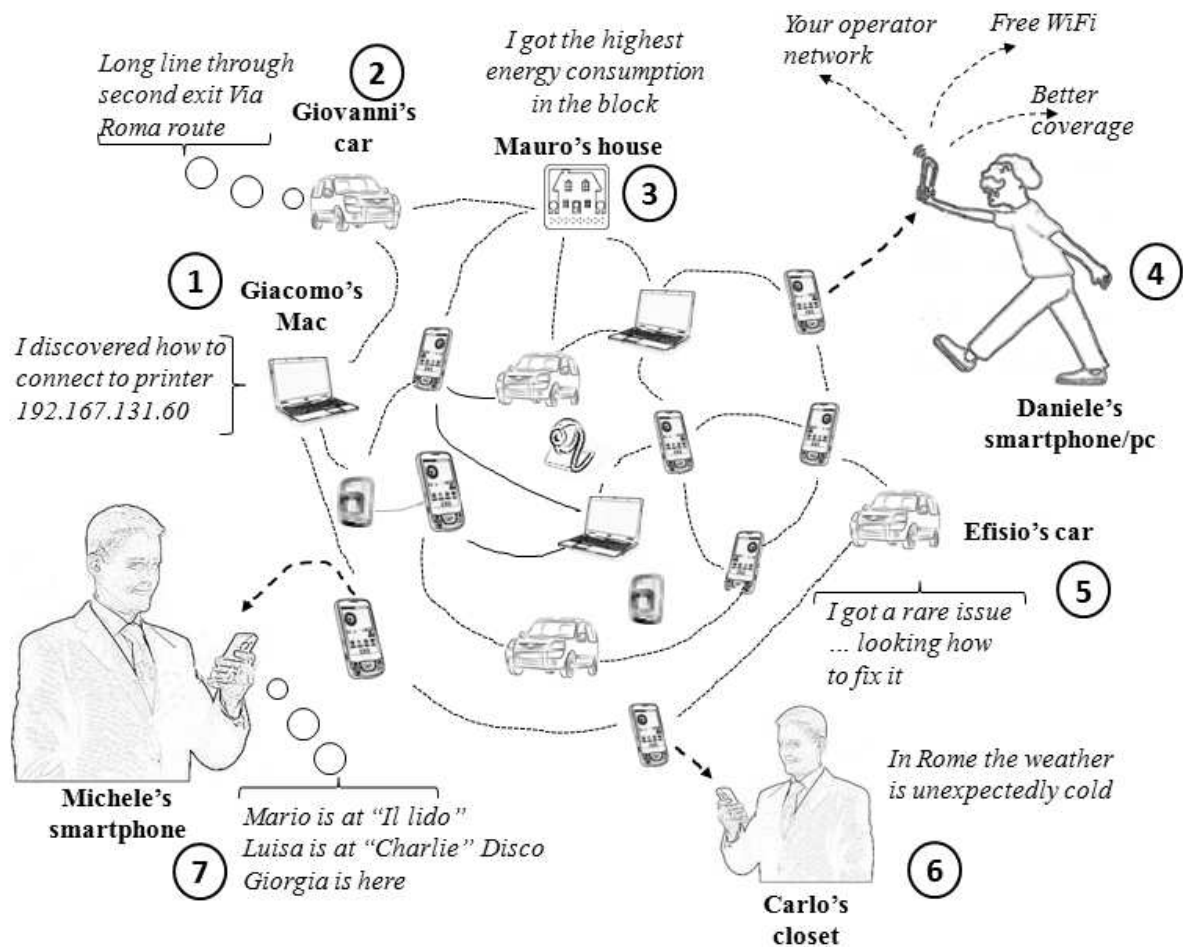 Your operator
network
Free WiFi
Better
coverage
I got the highest
energy consumption
in the block
Long line through
second exit Via
Roma route
2
Giovanni's
car
Mauro's house
3
4
1
Giacomo's
Mac
I discovered how to
connect to printer
192.167.131.60
Daniele's
smartphone/pc
Efisio's car
5
I got a rare issue
... looking how
to fix it
In Rome the weather
is unexpectedly cold
6
Carlo's
closet
Michele's
smartphone
7
Mario is at "Il lido"
Luisa is at "Charlie" Disco
Giorgia is here